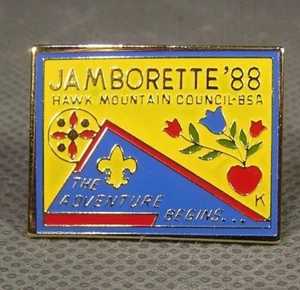 JAMBORETTE '88
HAWK MOUNTAIN COUNCIL-BSA
THE
ADVENTURE
BEGINS...
K